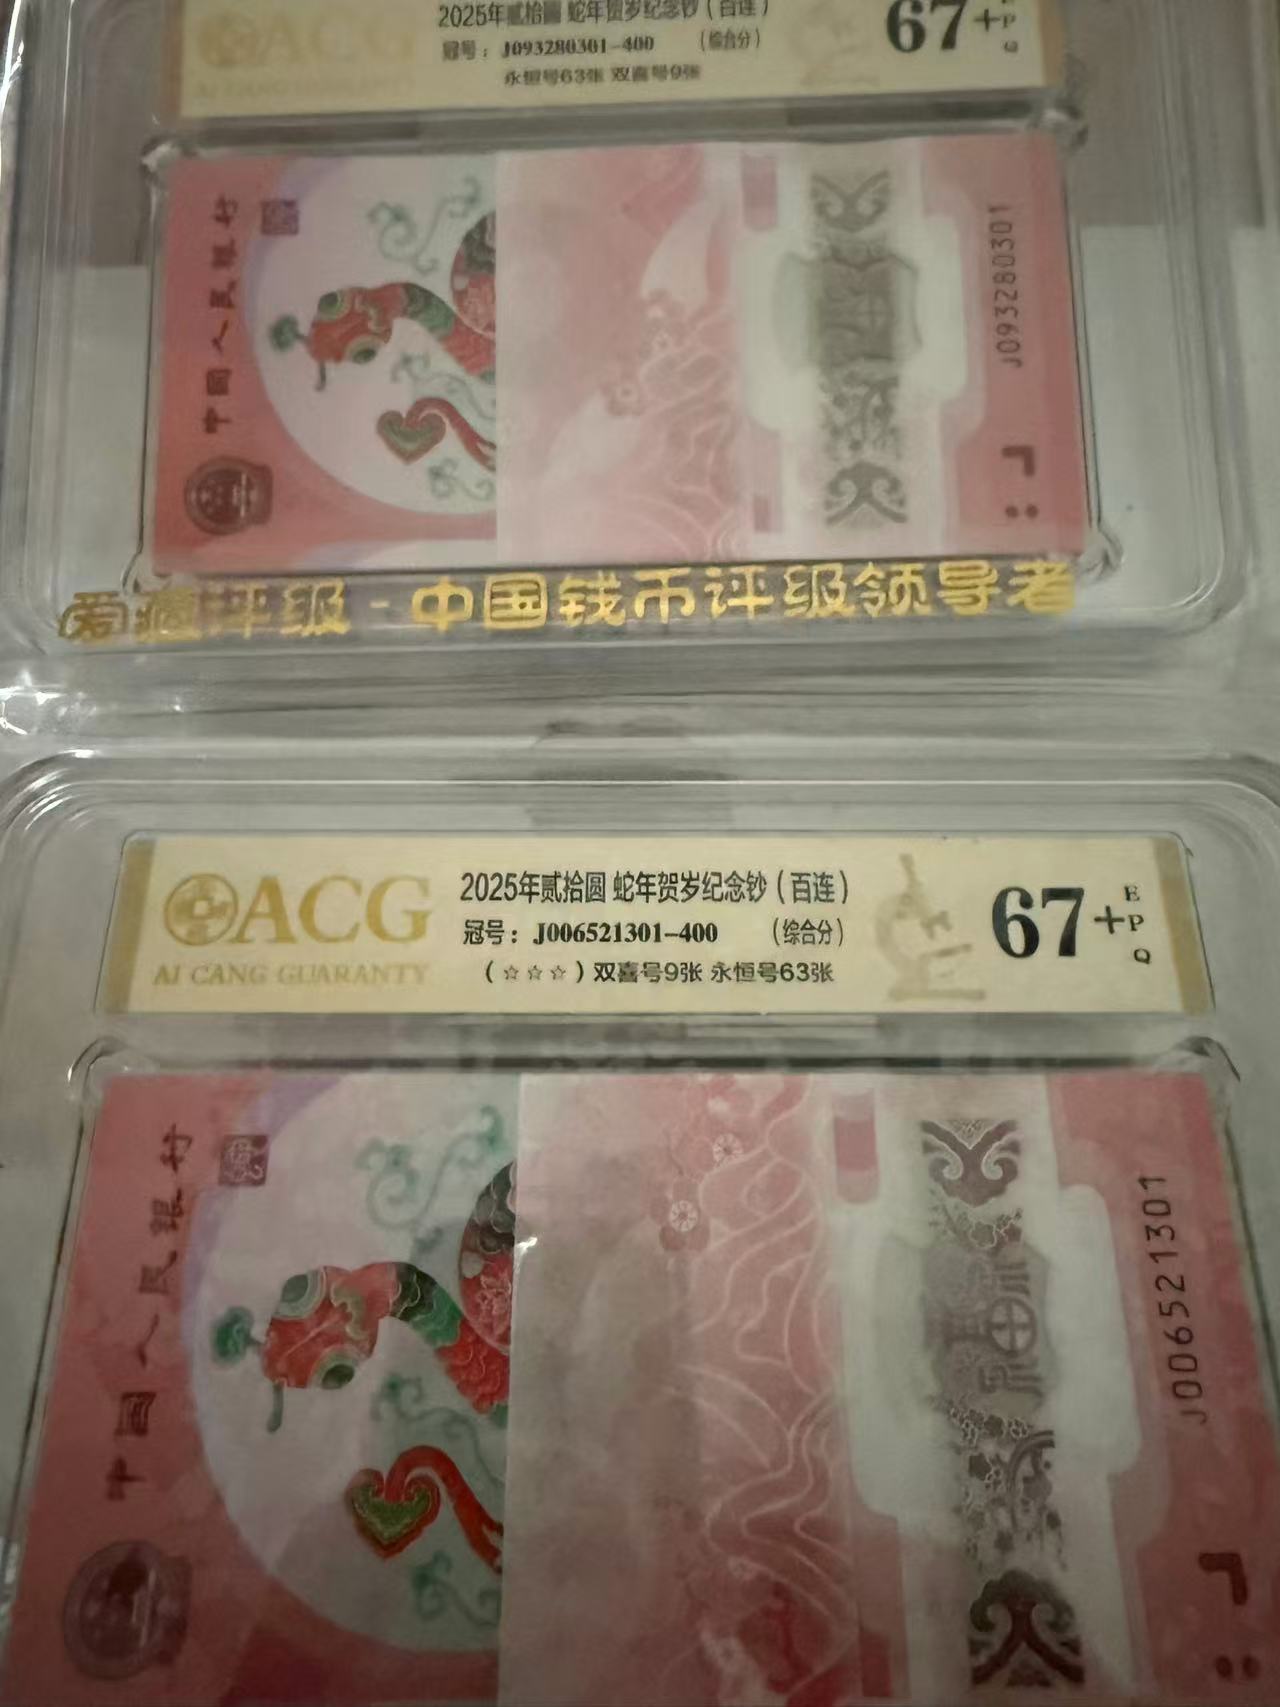 2025年贰拾圆 蛇年贺岁纪念钞（百连）
冠号：J093280301-400 （综合分）
永恒号63张 双喜号9张
67+EPQ
中国人民银行
J093280301
爱藏评级-中国钱币评级领导者
ACG
AI CANG GUARANTY
2025年贰拾圆 蛇年贺岁纪念钞（百连）
冠号：J006521301-400 （综合分）
（☆☆☆）双喜号9张 永恒号63张
67+EPQ
中国人民银行
J006521301